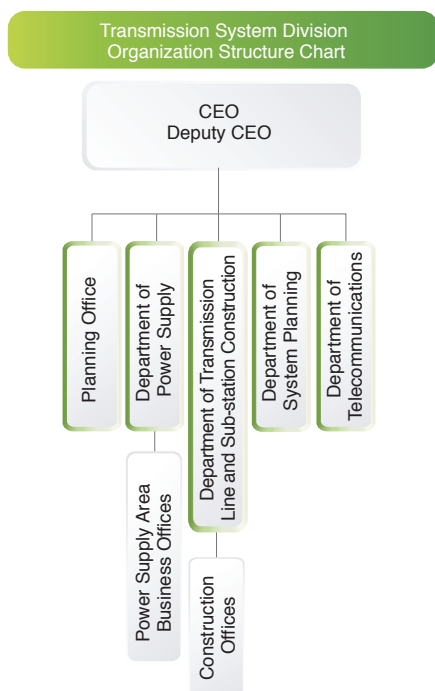 Transmission System Division
Organization Structure Chart
CEO
Deputy CEO
Planning Office
Department of
Power Supply
Department of Transmission
Line and Sub-station Construction
Department of
System Planning
Department of
Telecommunications
Power Supply Area
Business Offices
Construction
Offices